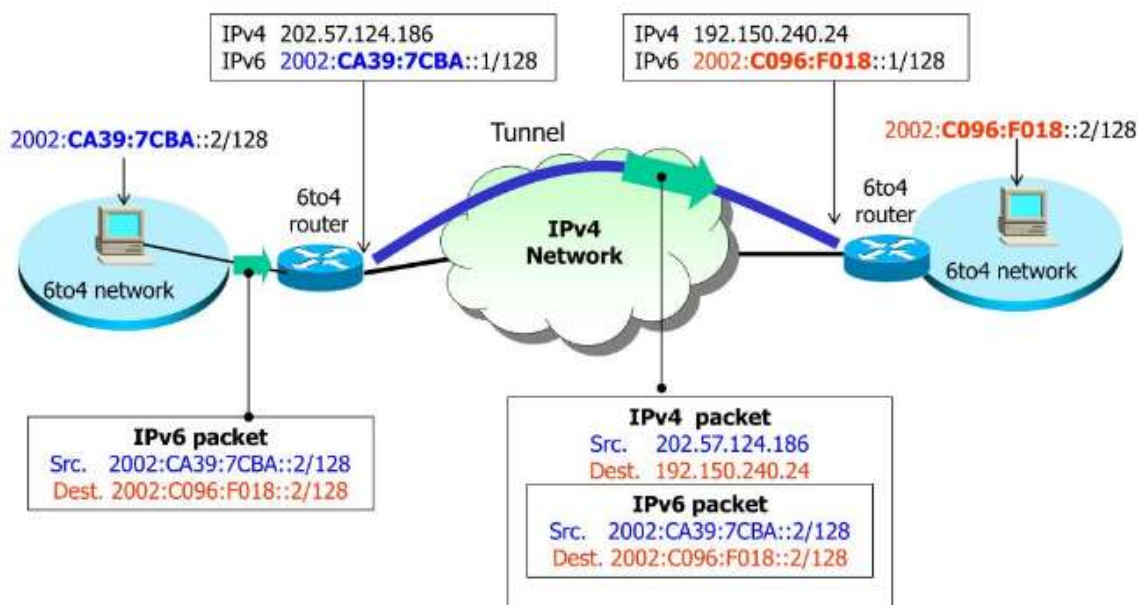 IPv4 202.57.124.186
IPv6 2002:CA39:7CBA::1/128
IPv4 192.150.240.24
IPv6 2002:C096:F018::1/128
2002:CA39:7CBA::2/128
Tunnel
2002:C096:F018::2/128
6to4
router
6to4
router
IPv4
Network
6to4 network
6to4 network
IPv6 packet
Src. 2002:CA39:7CBA::2/128
Dest. 2002:C096:F018::2/128
IPv4 packet
Src. 202.57.124.186
Dest. 192.150.240.24
IPv6 packet
Src. 2002:CA39:7CBA::2/128
Dest. 2002:C096:F018::2/128